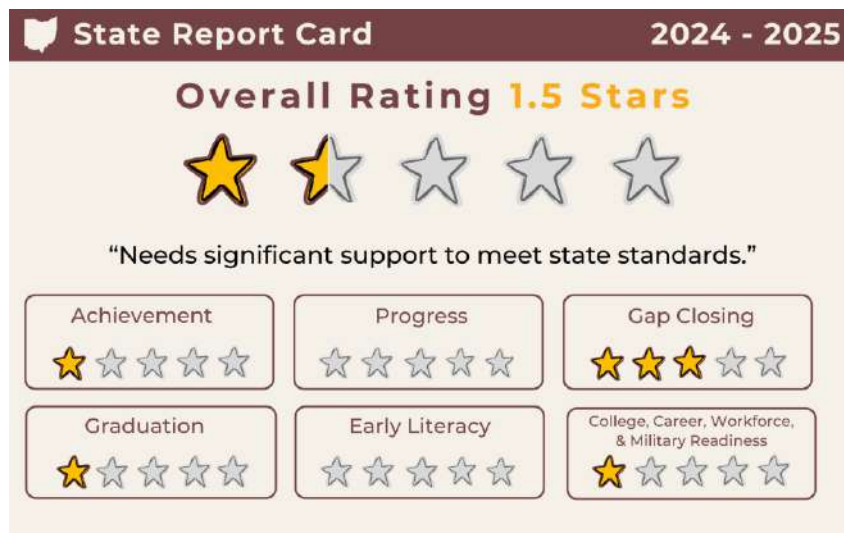 State Report Card 2024 - 2025
Overall Rating 1.5 Stars
“Needs significant support to meet state standards.”
Achievement
Progress
Gap Closing
Graduation
Early Literacy
College, Career, Workforce,
& Military Readiness